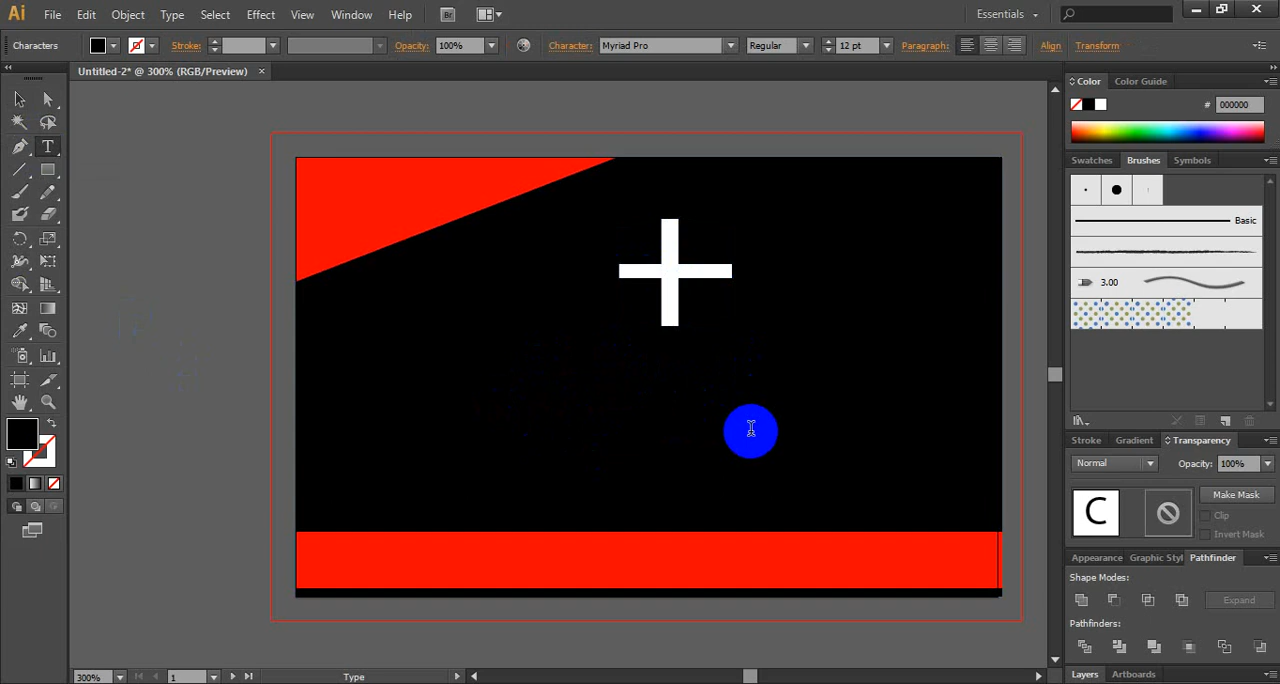 Ai File Edit Object Type Select Effect View Window Help Br Essentials
Characters Stroke: Opacity: 100% Character: Myriad Pro Regular 12 pt Paragraph: Align Transform
Untitled-2* @ 300% (RGB/Preview) ×
Color Color Guide
# 000000
Swatches Brushes Symbols
Basic
3.00
Stroke Gradient Transparency
Normal Opacity: 100%
Make Mask
C
Clip
Invert Mask
Appearance Graphic Styl Pathfinder
Shape Modes:
Expand
Pathfinders:
Layers Artboards
300% 1 Type